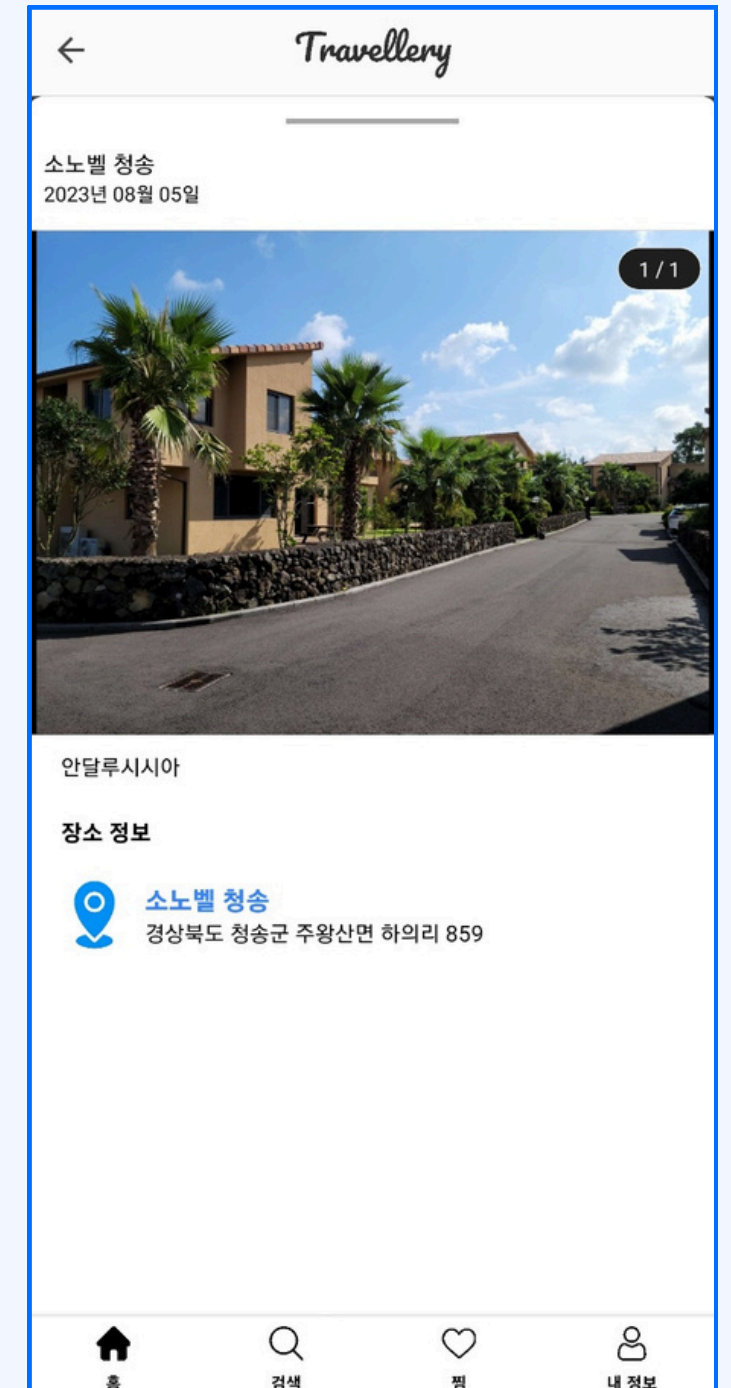 Travellery
소노벨 청송
2023년 08월 05일
1 / 1
안달루시시아
장소 정보
소노벨 청송
경상북도 청송군 주왕산면 하의리 859
홈 검색 찜 내 정보